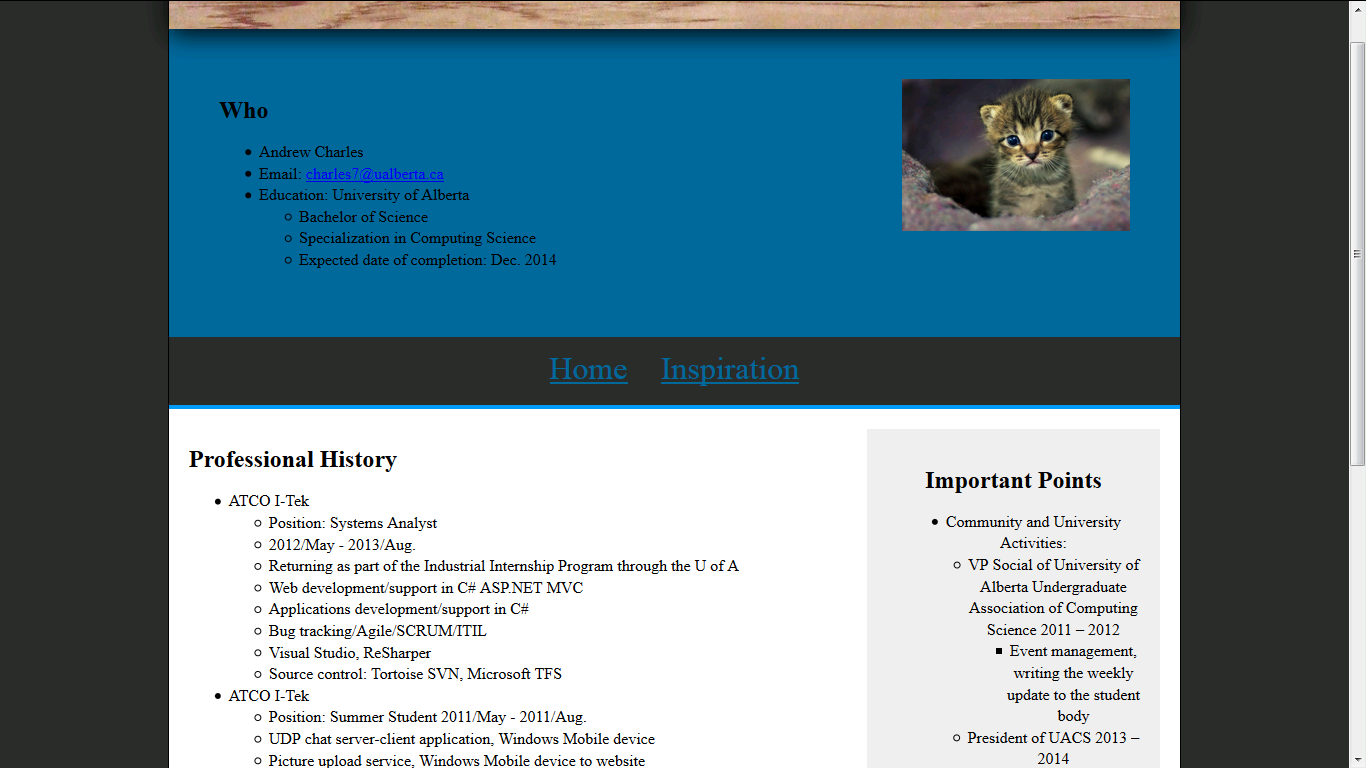 Who
Andrew Charles
Email: charles7@ualberta.ca
Education: University of Alberta
Bachelor of Science
Specialization in Computing Science
Expected date of completion: Dec. 2014
Home Inspiration
Professional History
ATCO I-Tek
Position: Systems Analyst
2012/May - 2013/Aug.
Returning as part of the Industrial Internship Program through the U of A
Web development/support in C# ASP.NET MVC
Applications development/support in C#
Bug tracking/Agile/SCRUM/ITIL
Visual Studio, ReSharper
Source control: Tortoise SVN, Microsoft TFS
ATCO I-Tek
Position: Summer Student 2011/May - 2011/Aug.
UDP chat server-client application, Windows Mobile device
Picture upload service, Windows Mobile device to website
Important Points
Community and University
Activities:
VP Social of University of
Alberta Undergraduate
Association of Computing
Science 2011 – 2012
Event management,
writing the weekly
update to the student
body
President of UACS 2013 –
2014